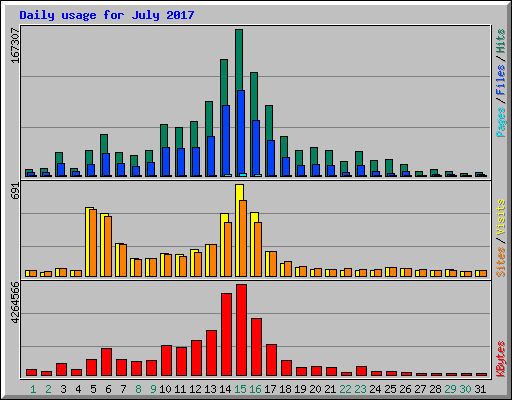 Daily usage for July 2017
167307
Pages/Files/Hits
691
Sites/Visits
4264566
KBytes
1 2 3 4 5 6 7 8 9 10 11 12 13 14 15 16 17 18 19 20 21 22 23 24 25 26 27 28 29 30 31